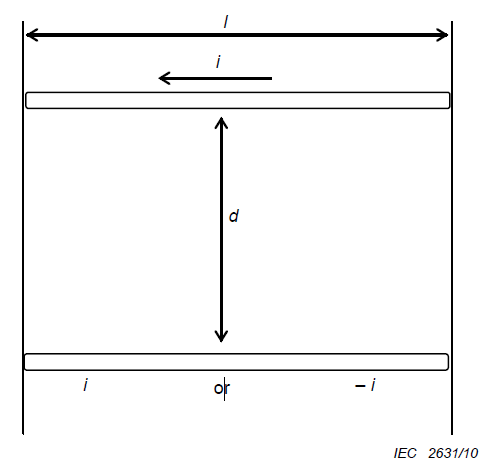 l
i
d
i or – i
IEC 2631/10